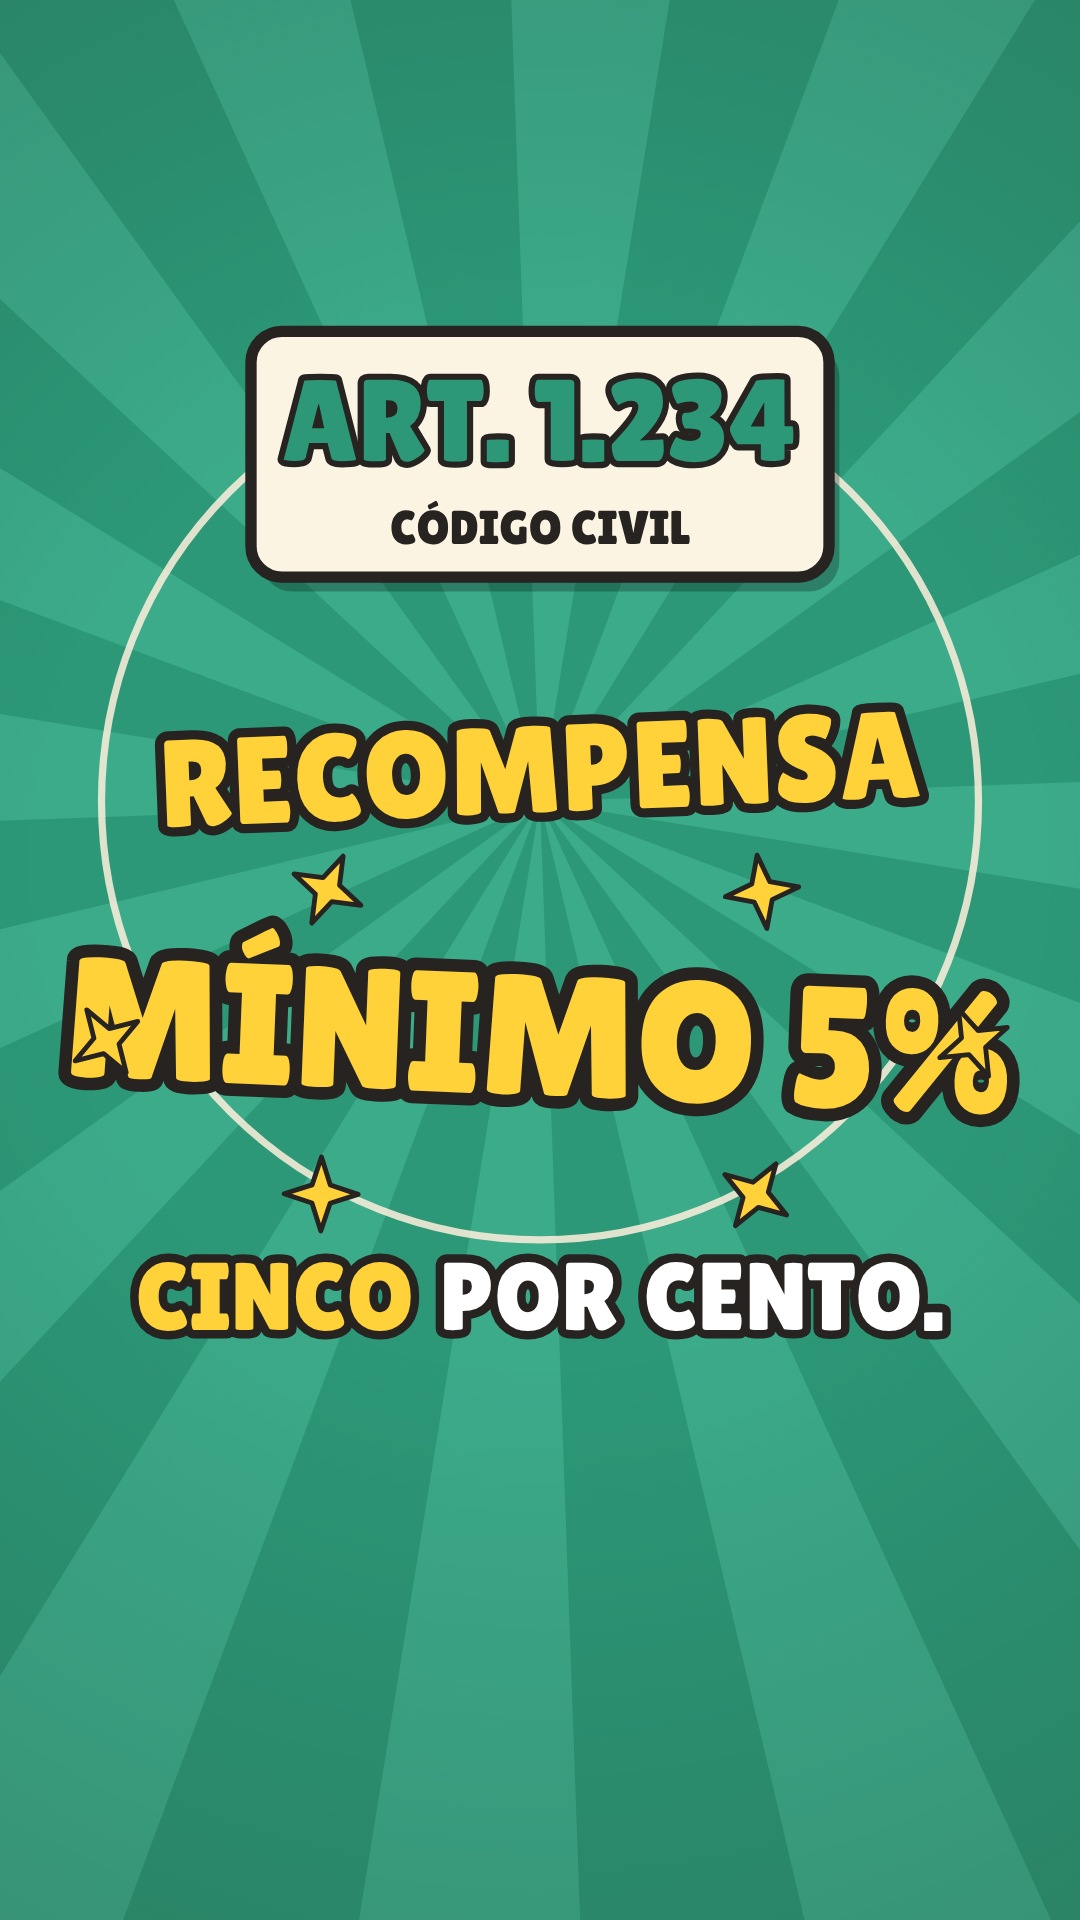 ART. 1.234
CÓDIGO CIVIL
RECOMPENSA
MÍNIMO 5%
CINCO POR CENTO.